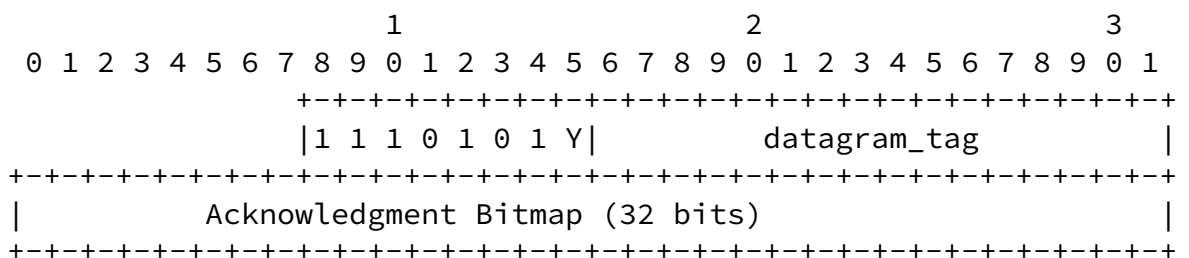 1                   2                   3
 0 1 2 3 4 5 6 7 8 9 0 1 2 3 4 5 6 7 8 9 0 1 2 3 4 5 6 7 8 9 0 1
                +-+-+-+-+-+-+-+-+-+-+-+-+-+-+-+-+-+-+-+-+-+-+-+-+
                |1 1 1 0 1 0 1 Y|         datagram_tag          |
+-+-+-+-+-+-+-+-+-+-+-+-+-+-+-+-+-+-+-+-+-+-+-+-+-+-+-+-+-+-+-+-+
|          Acknowledgment Bitmap (32 bits)                      |
+-+-+-+-+-+-+-+-+-+-+-+-+-+-+-+-+-+-+-+-+-+-+-+-+-+-+-+-+-+-+-+-+